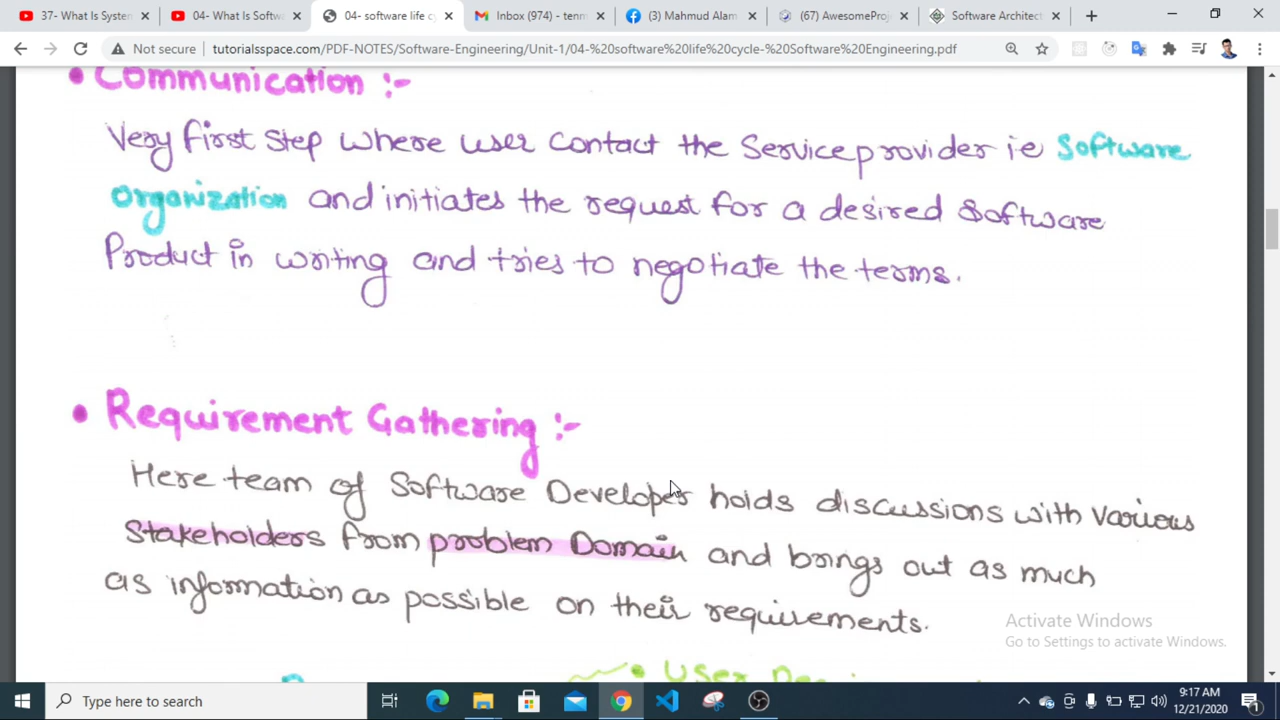 37- What Is System
04- What Is Softw
04- software life cy
Inbox (974) - tenm
(3) Mahmud Alam
(67) AwesomeProj
Software Architect
Not secure
tutorialsspace.com/PDF-NOTES/Software-Engineering/Unit-1/04-%20software%20life%20cycle-%20Software%20Engineering.pdf
• Communication :-
Very first step where user contact the Service provider ie Software
Organization and initiates the request for a desired Software
Product in writing and tries to negotiate the terms.
• Requirement Gathering :-
Here team of Software Developer holds discussions with various
Stakeholders from problem Domain and brings out as much
as information as possible on their requirements.
Activate Windows
Go to Settings to activate Windows.
Type here to search
9:17 AM
12/21/2020